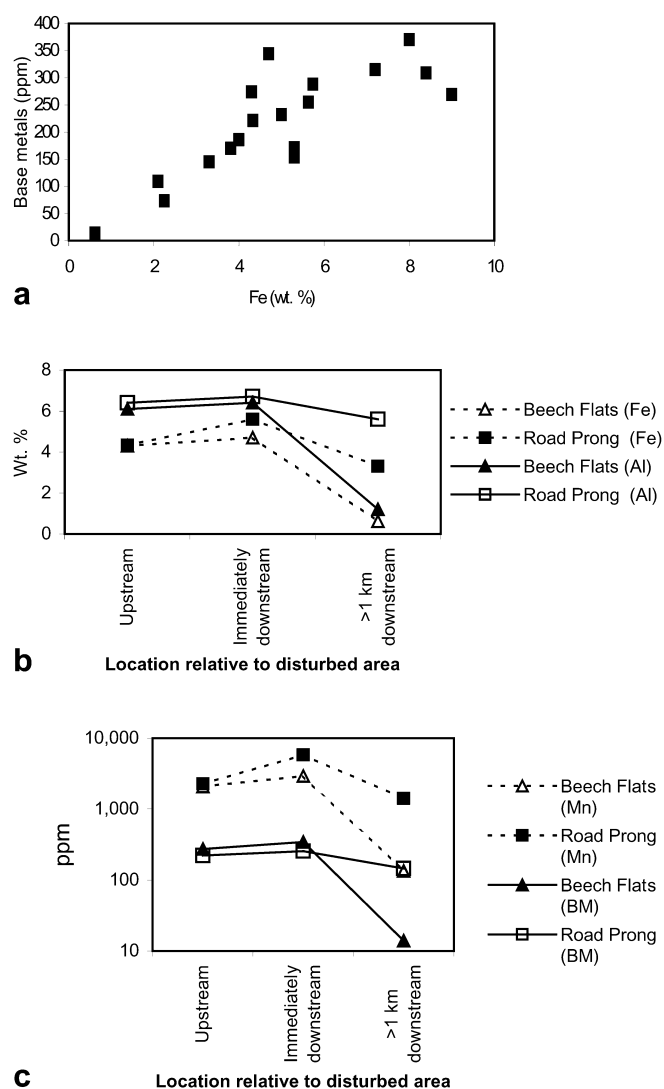 400
350
300
250
200
150
100
50
0
Base metals (ppm)
0 2 4 6 8 10
Fe (wt. %)
a
8
6
4
2
0
Wt. %
Upstream
Immediately
downstream
>1 km
downstream
Beech Flats (Fe)
Road Prong (Fe)
Beech Flats (Al)
Road Prong (Al)
b
Location relative to disturbed area
10,000
1,000
100
10
ppm
Upstream
Immediately
downstream
>1 km
downstream
Beech Flats
(Mn)
Road Prong
(Mn)
Beech Flats
(BM)
Road Prong
(BM)
c
Location relative to disturbed area